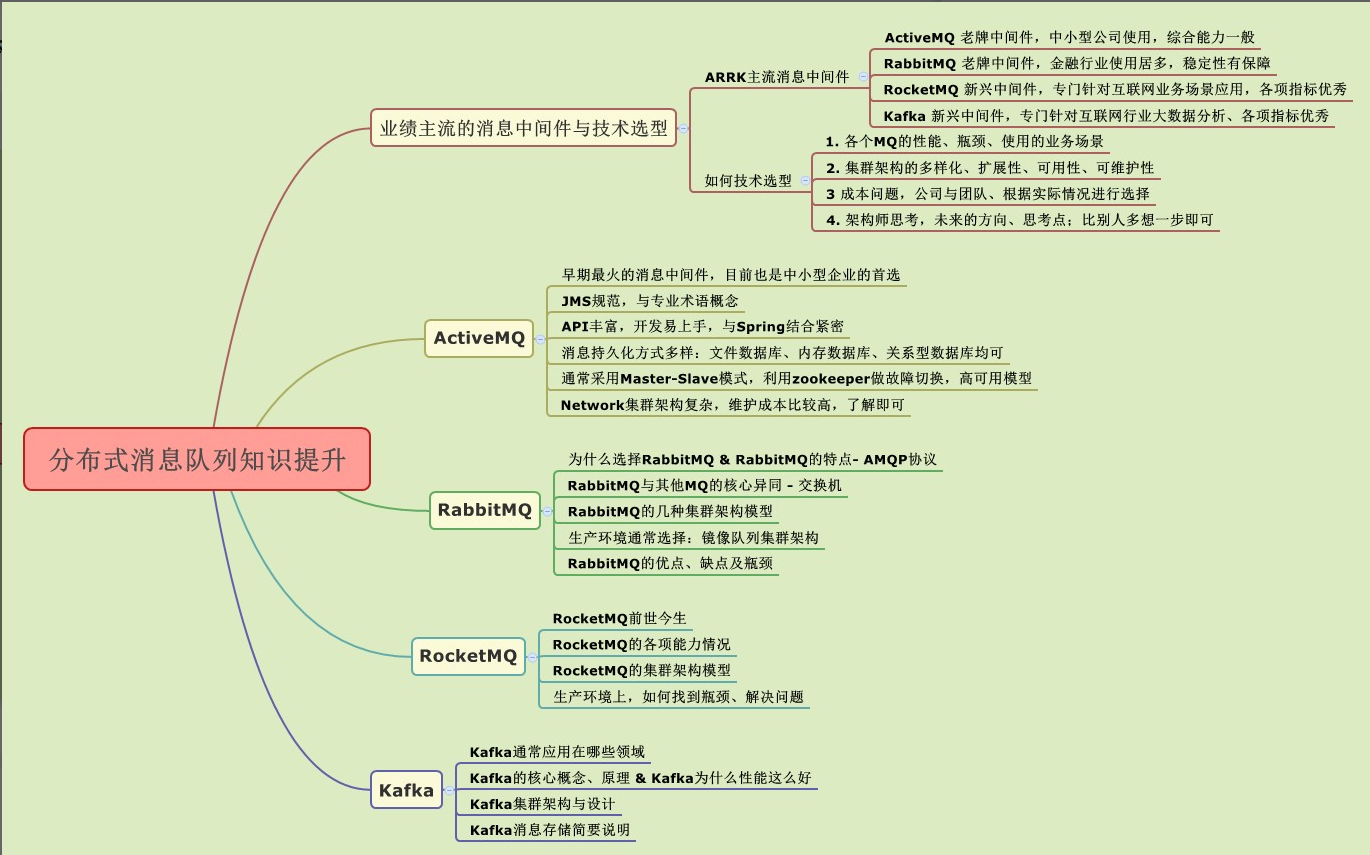 分布式消息队列知识提升
业绩主流的消息中间件与技术选型
ARRK主流消息中间件
ActiveMQ 老牌中间件，中小型公司使用，综合能力一般
RabbitMQ 老牌中间件，金融行业使用居多，稳定性有保障
RocketMQ 新兴中间件，专门针对互联网业务场景应用，各项指标优秀
Kafka 新兴中间件，专门针对互联网行业大数据分析、各项指标优秀
如何技术选型
1. 各个MQ的性能、瓶颈、使用的业务场景
2. 集群架构的多样化、扩展性、可用性、可维护性
3 成本问题，公司与团队、根据实际情况进行选择
4. 架构师思考，未来的方向、思考点；比别人多想一步即可
ActiveMQ
早期最火的消息中间件，目前也是中小型企业的首选
JMS规范，与专业术语概念
API丰富，开发易上手，与Spring结合紧密
消息持久化方式多样：文件数据库、内存数据库、关系型数据库均可
通常采用Master-Slave模式，利用zookeeper做故障切换，高可用模型
Network集群架构复杂，维护成本比较高，了解即可
RabbitMQ
为什么选择RabbitMQ & RabbitMQ的特点- AMQP协议
RabbitMQ与其他MQ的核心异同 - 交换机
RabbitMQ的几种集群架构模型
生产环境通常选择：镜像队列集群架构
RabbitMQ的优点、缺点及瓶颈
RocketMQ
RocketMQ前世今生
RocketMQ的各项能力情况
RocketMQ的集群架构模型
生产环境上，如何找到瓶颈、解决问题
Kafka
Kafka通常应用在哪些领域
Kafka的核心概念、原理 & Kafka为什么性能这么好
Kafka集群架构与设计
Kafka消息存储简要说明